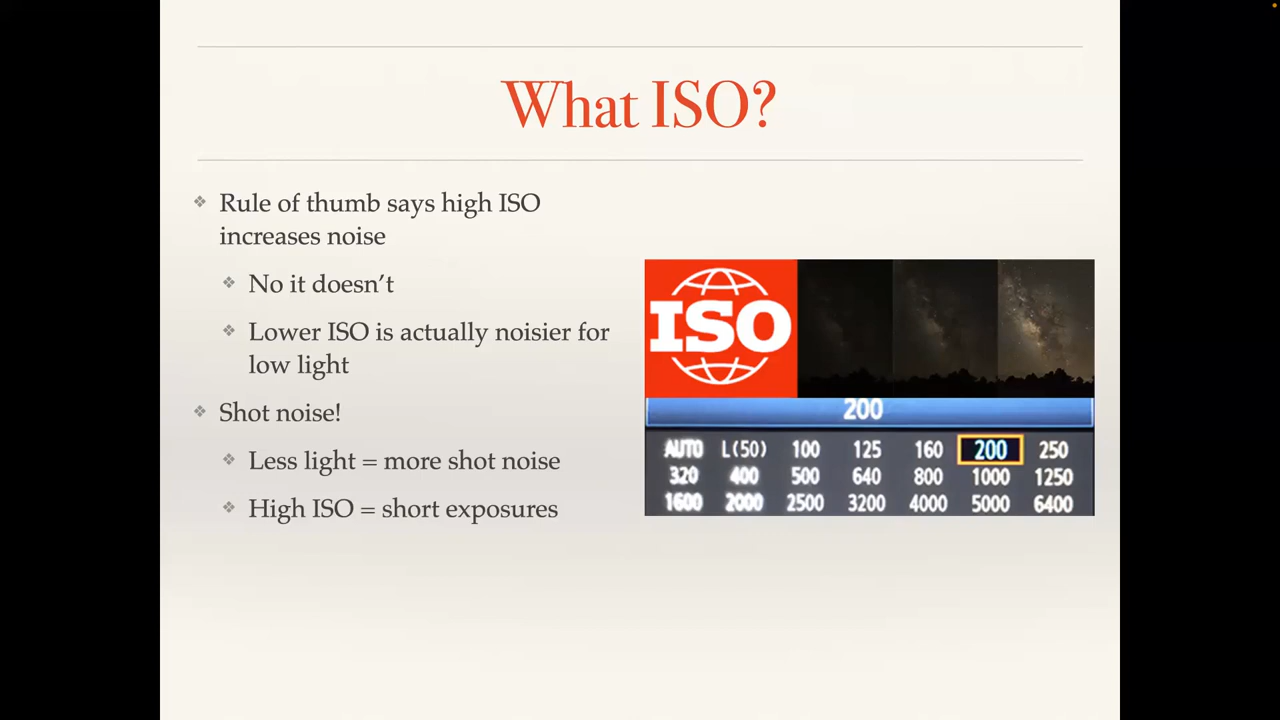 What ISO?
Rule of thumb says high ISO
increases noise
No it doesn't
Lower ISO is actually noisier for
low light
Shot noise!
Less light = more shot noise
High ISO = short exposures
ISO
200
AUTO L(50) 100 125 160 200 250
320 400 500 640 800 1000 1250
1600 2000 2500 3200 4000 5000 6400